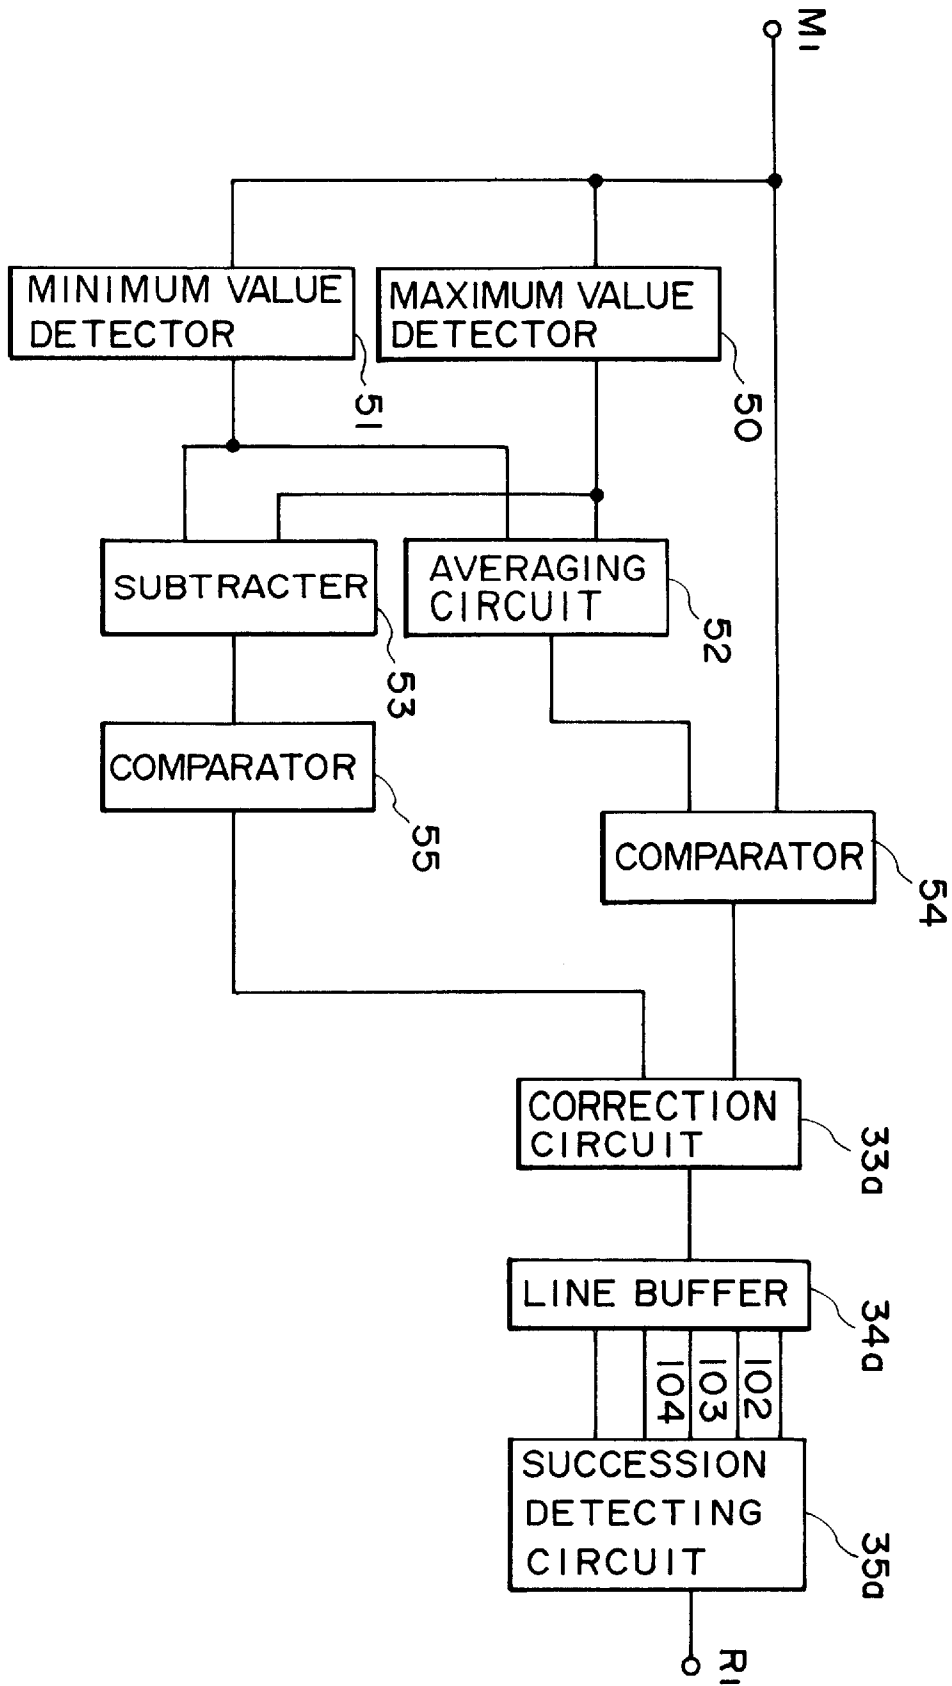 M1
MINIMUM VALUE
DETECTOR
51
MAXIMUM VALUE
DETECTOR
50
SUBTRACTER
53
AVERAGING
CIRCUIT
52
COMPARATOR
55
COMPARATOR
54
CORRECTION
CIRCUIT
33a
LINE BUFFER
34a
104
103
102
SUCCESSION
DETECTING
CIRCUIT
35a
R1